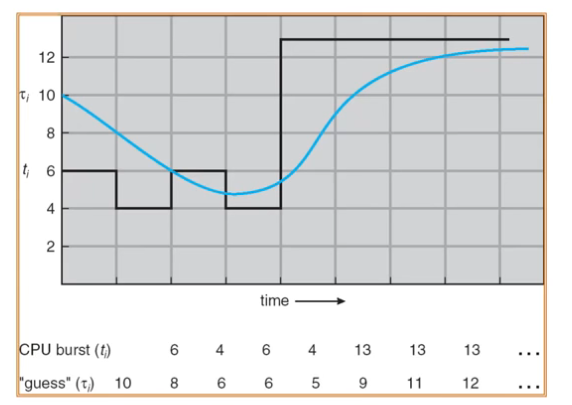 12
τi 10
8
ti 6
4
2
time
CPU burst (ti) 6 4 6 4 13 13 13 ...
"guess" (τi) 10 8 6 6 5 9 11 12 ...